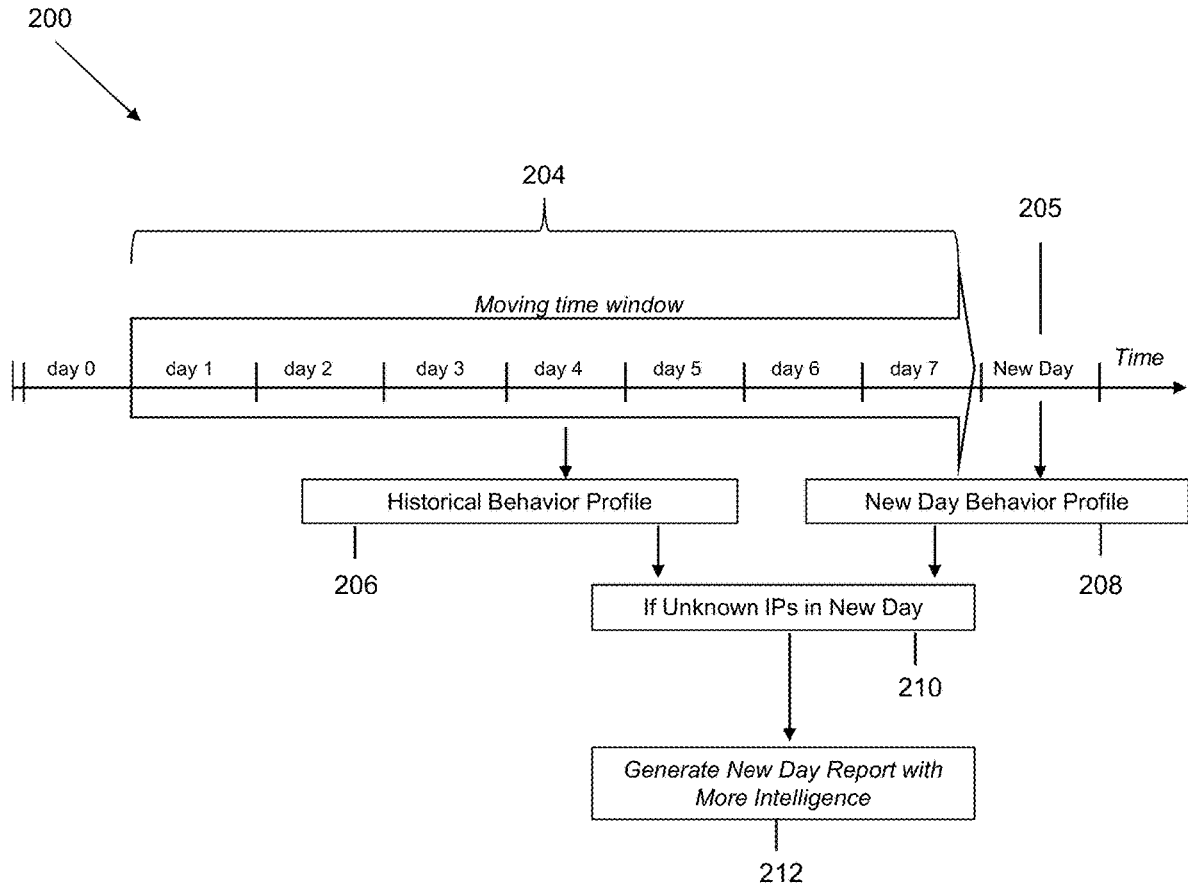 200
204
205
Moving time window
day 0 day 1 day 2 day 3 day 4 day 5 day 6 day 7 New Day Time
Historical Behavior Profile
New Day Behavior Profile
206
208
If Unknown IPs in New Day
210
Generate New Day Report with
More Intelligence
212